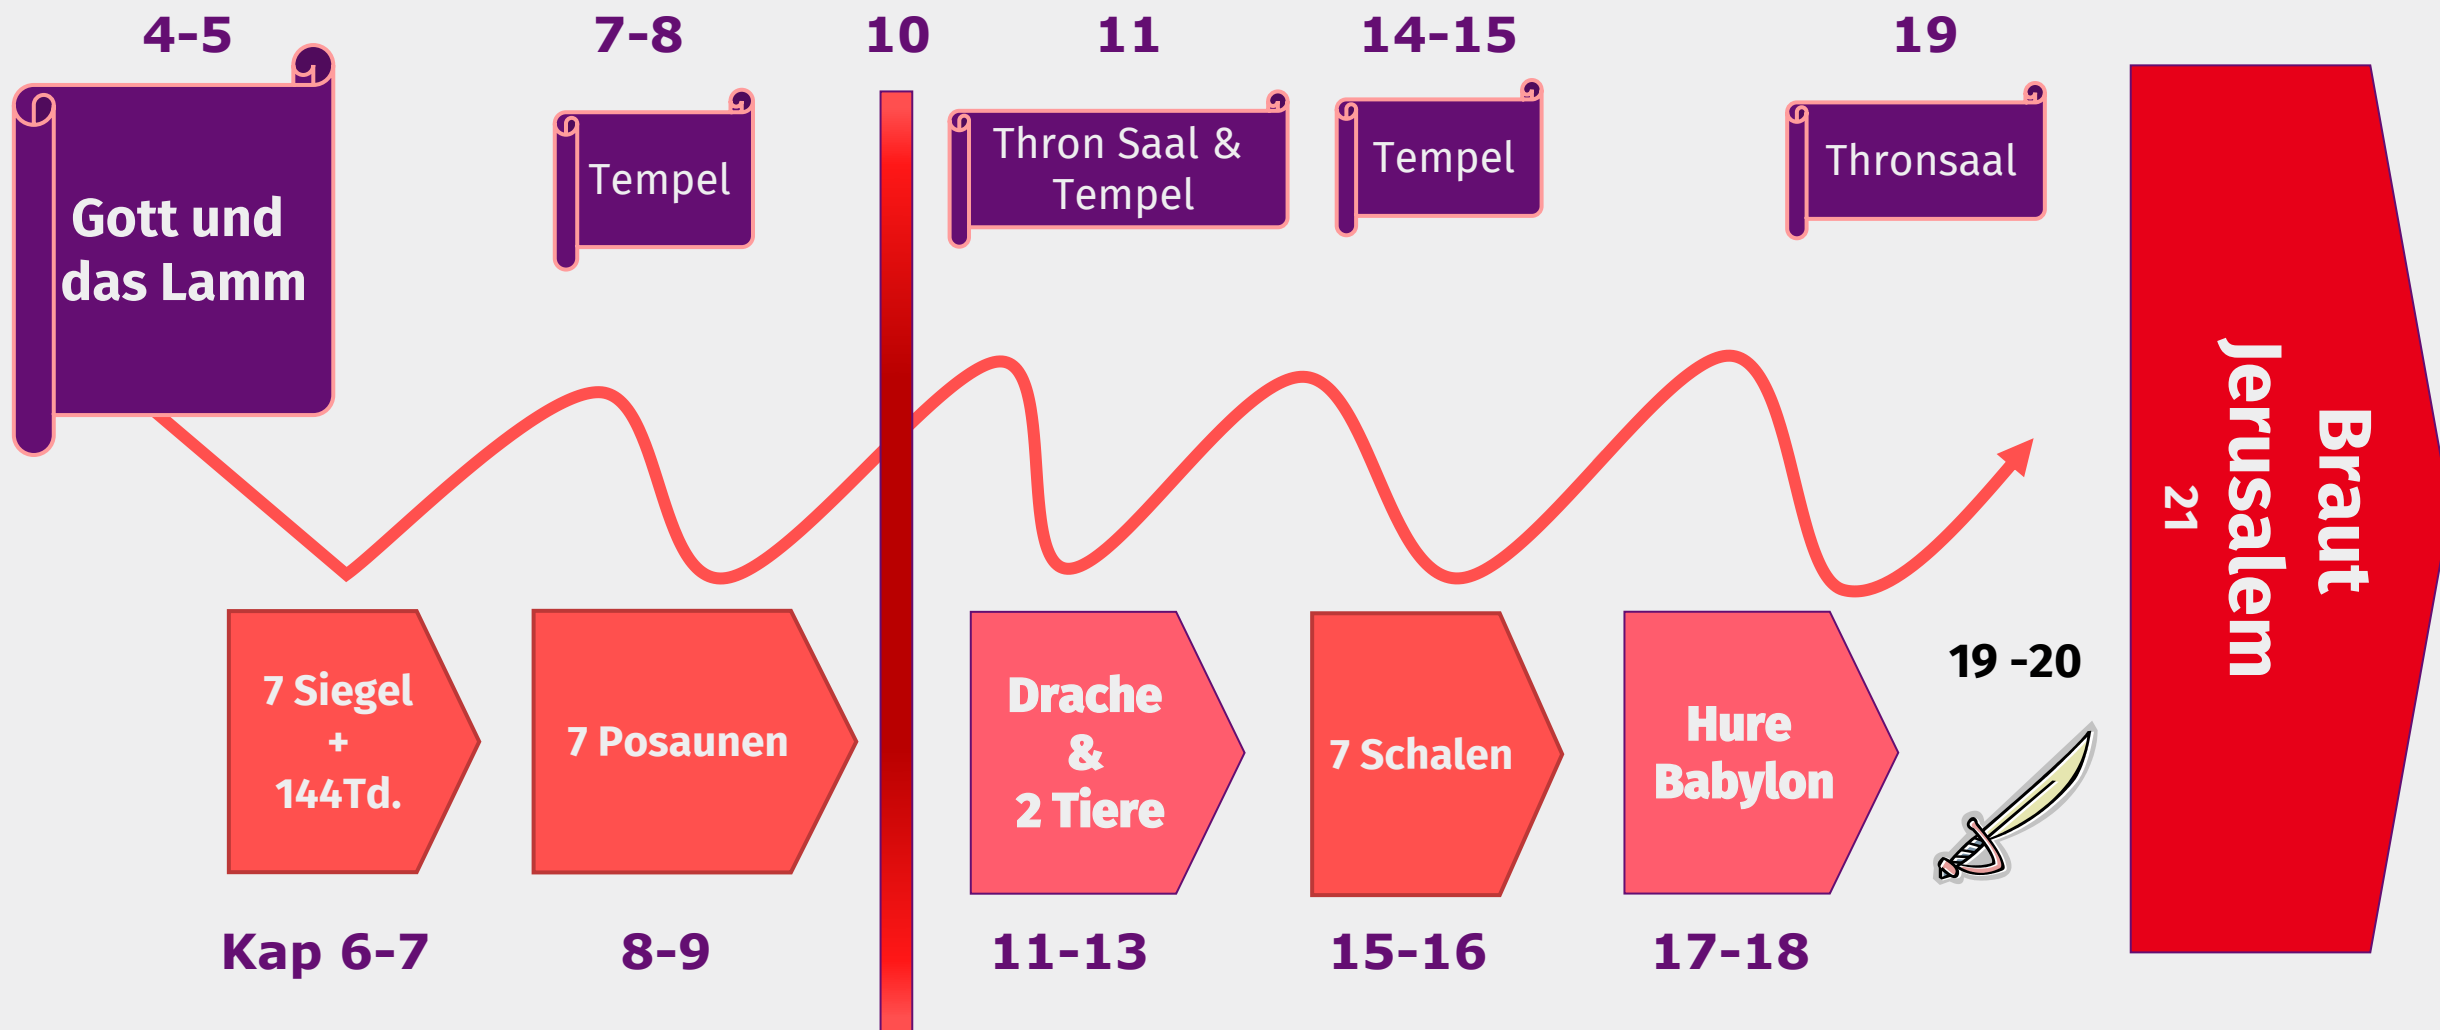 4-5
7-8
10
11
14-15
19
Gott und
das Lamm
Tempel
Thron Saal &
Tempel
Tempel
Thronsaal
Braut
Jerusalem
21
7 Siegel
+
144Td.
7 Posaunen
Drache
&
2 Tiere
7 Schalen
Hure
Babylon
19 -20
Kap 6-7
8-9
11-13
15-16
17-18